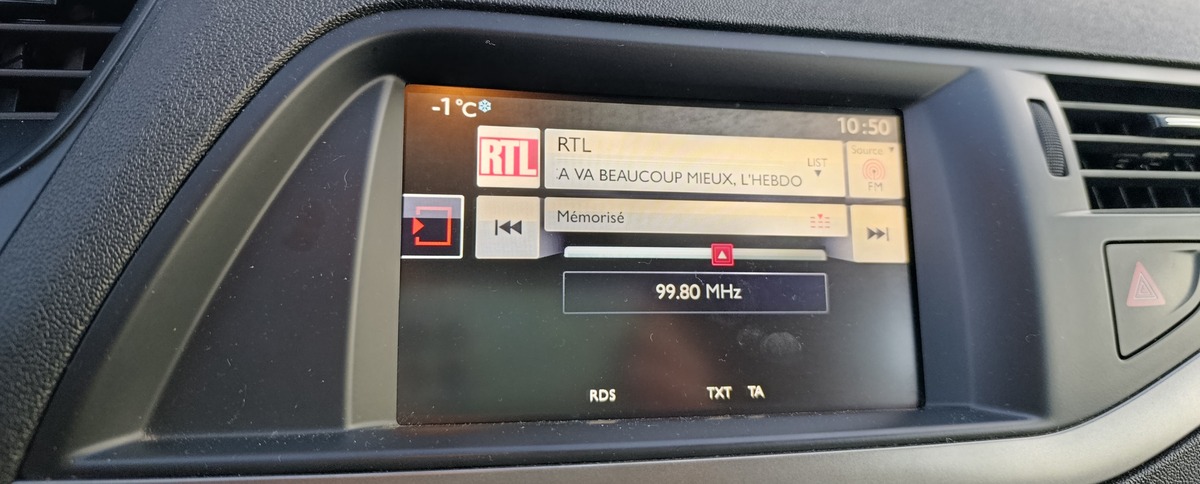 -1°C
10:50
RTL
RTL
Source
LIST
A VA BEAUCOUP MIEUX, L'HEBDO
FM
Mémorisé
99.80 MHz
RDS
TXT
TA